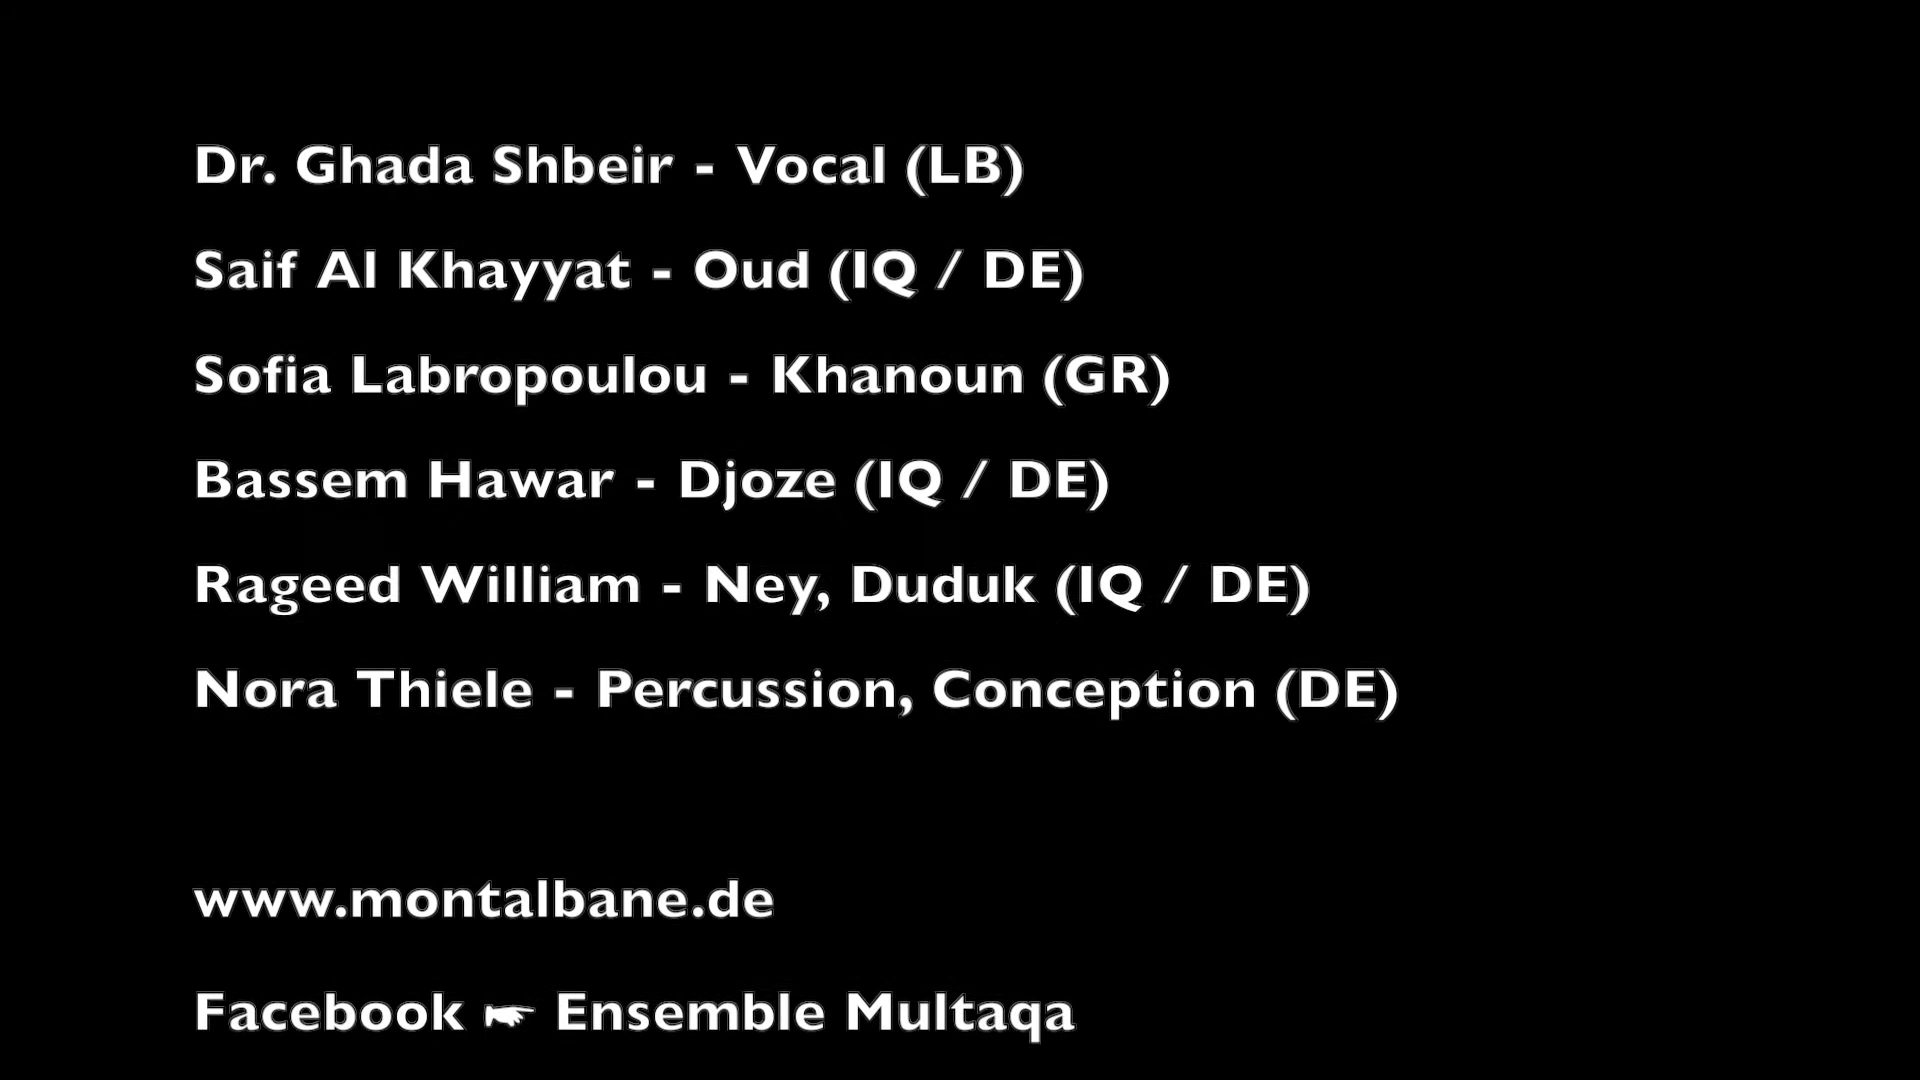 Dr. Ghada Shbeir - Vocal (LB)
Saif Al Khayyat - Oud (IQ / DE)
Sofia Labropoulou - Khanoun (GR)
Bassem Hawar - Djoze (IQ / DE)
Rageed William - Ney, Duduk (IQ / DE)
Nora Thiele - Percussion, Conception (DE)
www.montalbane.de
Facebook ☛ Ensemble Multaqa